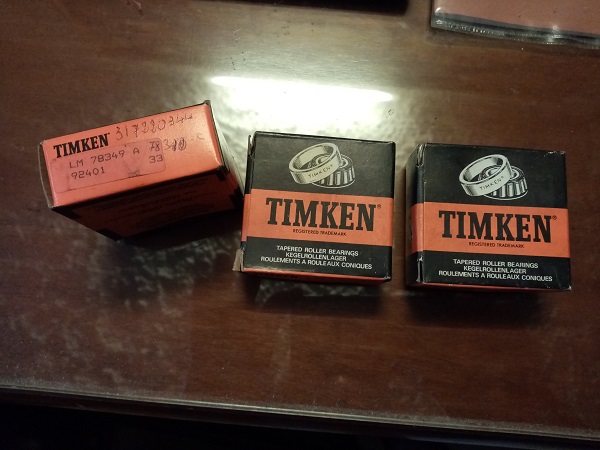 TIMKEN 317220344
LM 78349 A
92401 33
TIMKEN
TIMKEN®
REGISTERED TRADEMARK
TAPERED ROLLER BEARINGS
KEGELROLLENLAGER
ROULEMENTS A ROULEAUX CONIQUES
TIMKEN
TIMKEN®
REGISTERED TRADEMARK
TAPERED ROLLER BEARINGS
KEGELROLLENLAGER
ROULEMENTS A ROULEAUX CONIQUES